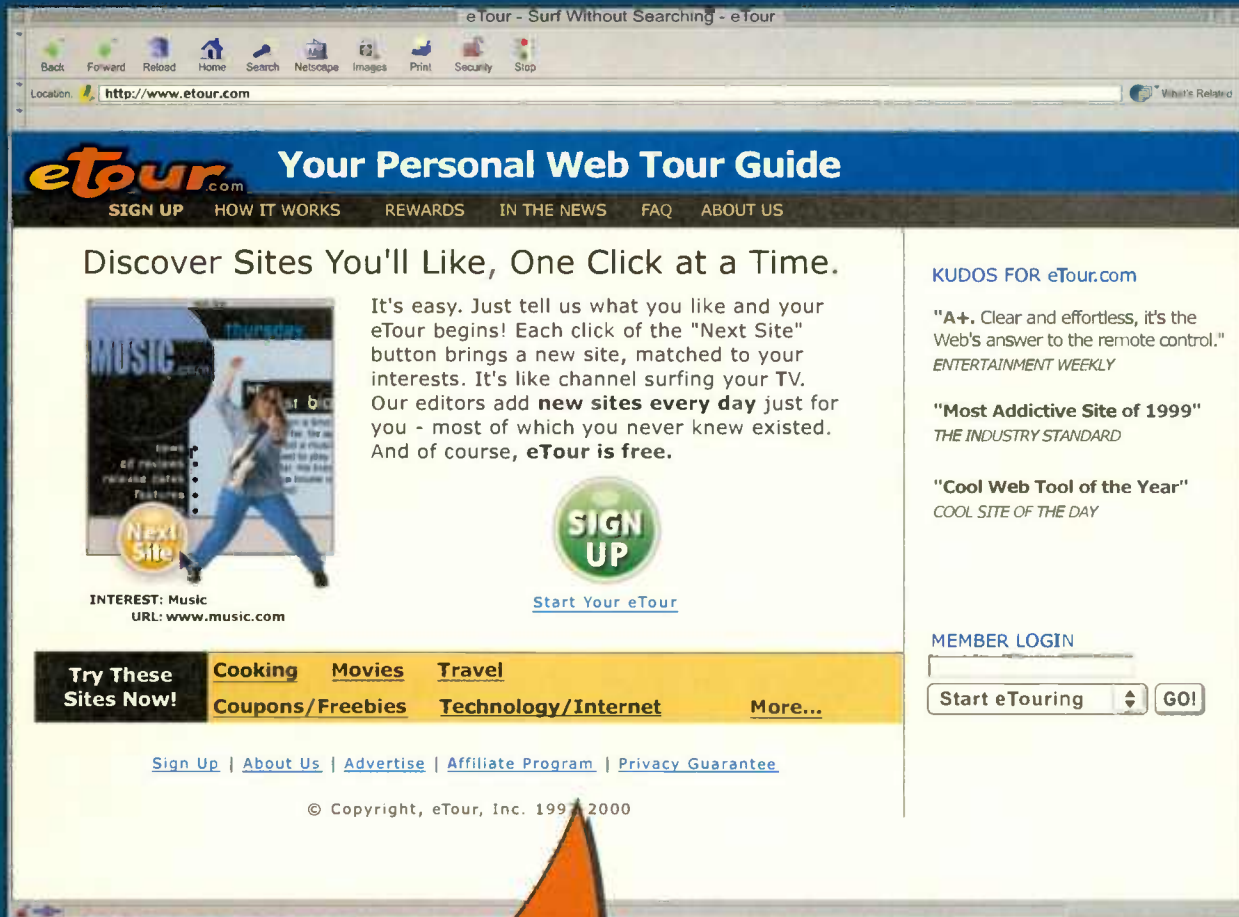 eTour - Surf Without Searching - eTour
Back Forward Reload Home Search Netscape Images Print Security Stop
Location: http://www.etour.com What's Related
eTour.com Your Personal Web Tour Guide
SIGN UP HOW IT WORKS REWARDS IN THE NEWS FAQ ABOUT US
Discover Sites You'll Like, One Click at a Time.
thursday
MUSIC.com
Next
Site
INTEREST: Music
URL: www.music.com
It's easy. Just tell us what you like and your
eTour begins! Each click of the "Next Site"
button brings a new site, matched to your
interests. It's like channel surfing your TV.
Our editors add new sites every day just for
you - most of which you never knew existed.
And of course, eTour is free.
SIGN
UP
Start Your eTour
KUDOS FOR eTour.com
"A+. Clear and effortless, it's the
Web's answer to the remote control."
ENTERTAINMENT WEEKLY
"Most Addictive Site of 1999"
THE INDUSTRY STANDARD
"Cool Web Tool of the Year"
COOL SITE OF THE DAY
MEMBER LOGIN
Start eTouring GO!
Try These
Sites Now!
Cooking Movies Travel
Coupons/Freebies Technology/Internet More...
Sign Up | About Us | Advertise | Affiliate Program | Privacy Guarantee
© Copyright, eTour, Inc. 2000